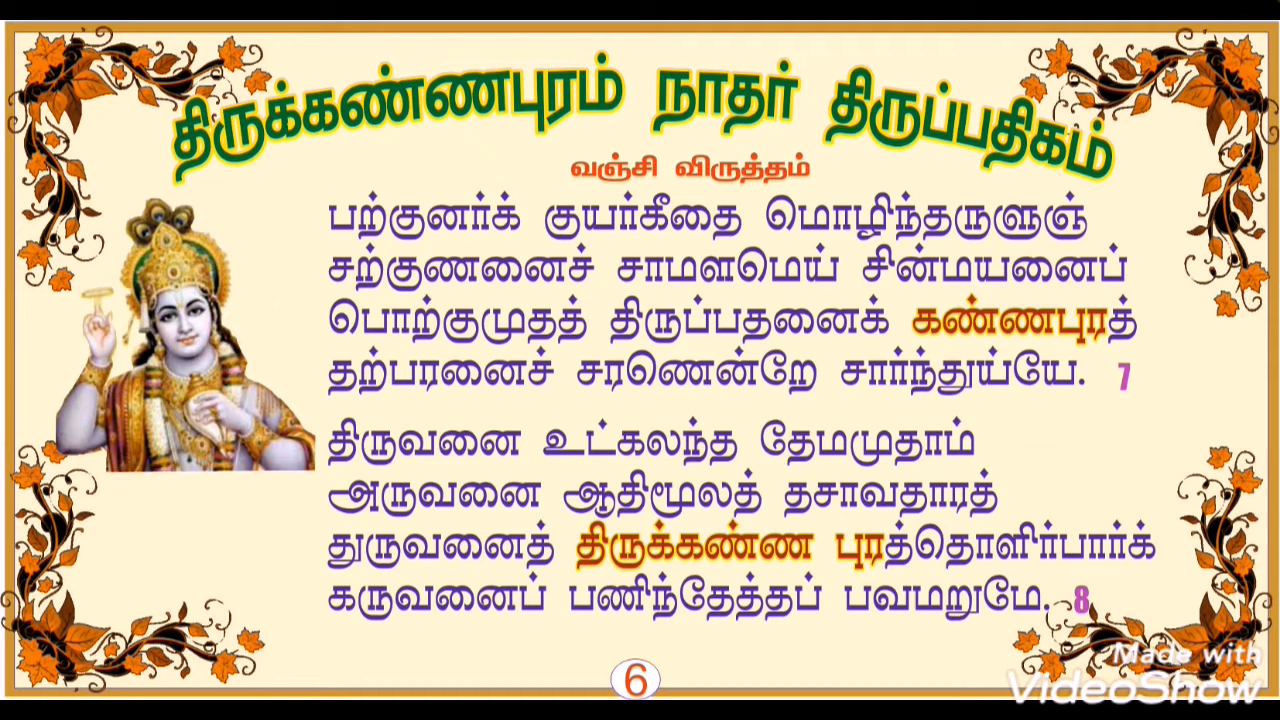 திருக்கண்ணபுரம் நாதர் திருப்பதிகம்
வஞ்சி விருத்தம்
பற்குனர்க் குயர்கீதை மொழிந்தருளுஞ்
சற்குணனைச் சாமளமெய் சின்மயனைப்
பொற்குமுதத் திருப்பதனைக் கண்ணபுரத்
தற்பரனைச் சரணென்றே சார்ந்துய்யே. 7
திருவனை உட்கலந்த தேமமுதாம்
அருவனை ஆதிமூலத் தசாவதாரத்
துருவனைத் திருக்கண்ண புரத்தொளிர்பார்க்
கருவனைப் பணிந்தேத்தப் பவமறுமே. 8
6
Made with
VideoShow